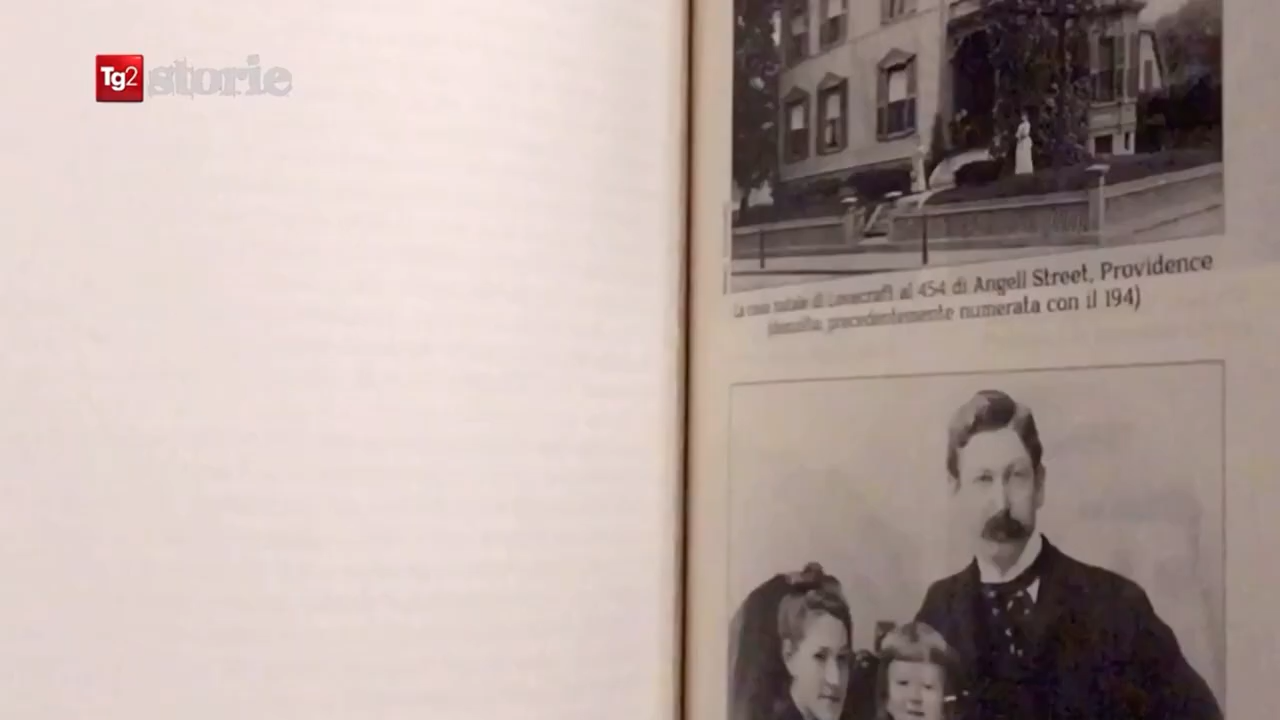 Tg2 storie
La casa natale di Lovecraft al 454 di Angell Street, Providence
(demolita; precedentemente numerata con il 194)